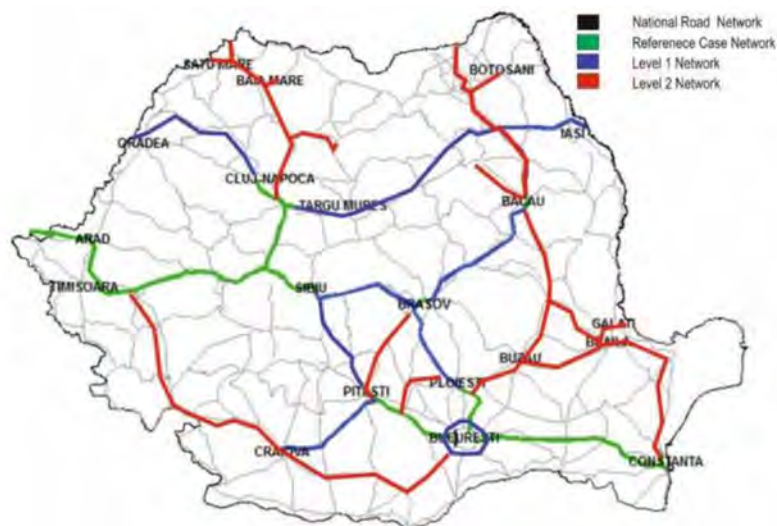 National Road Network
Referenece Case Network
Level 1 Network
Level 2 Network
SATU MARE
BAIA MARE
BOTOSANI
ORADEA
IASI
CLUJ-NAPOCA
TARGU MURES
BACAU
ARAD
TIMISOARA
SIBIU
BRASOV
GALATI
BRAILA
BUZAU
PITESTI
PLOIESTI
BUCURESTI
CRAIOVA
CONSTANTA